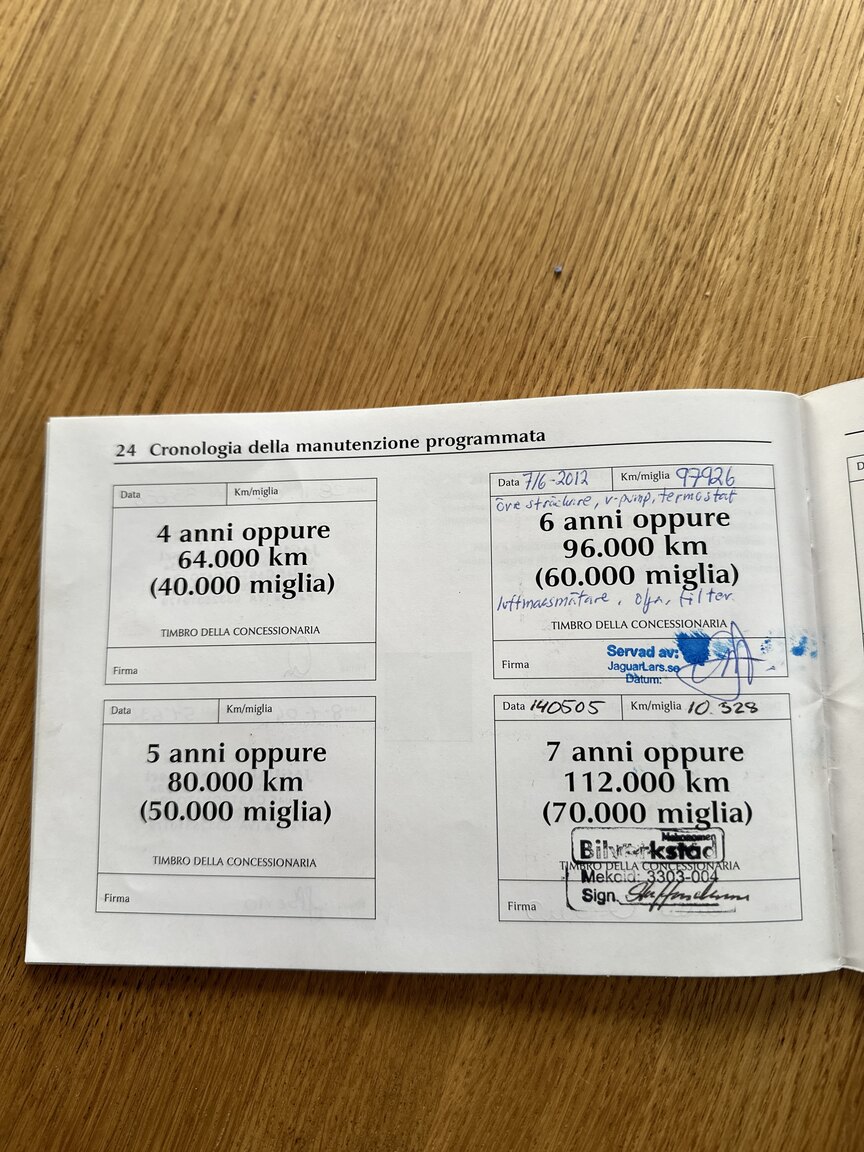 24 Cronologia della manutenzione programmata
Data
Km/miglia
4 anni oppure
64.000 km
(40.000 miglia)
TIMBRO DELLA CONCESSIONARIA
Firma
Data
Km/miglia
5 anni oppure
80.000 km
(50.000 miglia)
TIMBRO DELLA CONCESSIONARIA
Firma
Data 7/6-2012
Km/miglia 97926
v-pump, termostat
6 anni oppure
96.000 km
(60.000 miglia)
filter
TIMBRO DELLA CONCESSIONARIA
Servad av:
JaguarLars.se
Datum:
Firma
Data 140505
Km/miglia 10.328
7 anni oppure
112.000 km
(70.000 miglia)
Mekonomen
Bilverkstad
TIMBRO DELLA CONCESSIONARIA
Mekoid: 3303-004
Sign.
Firma